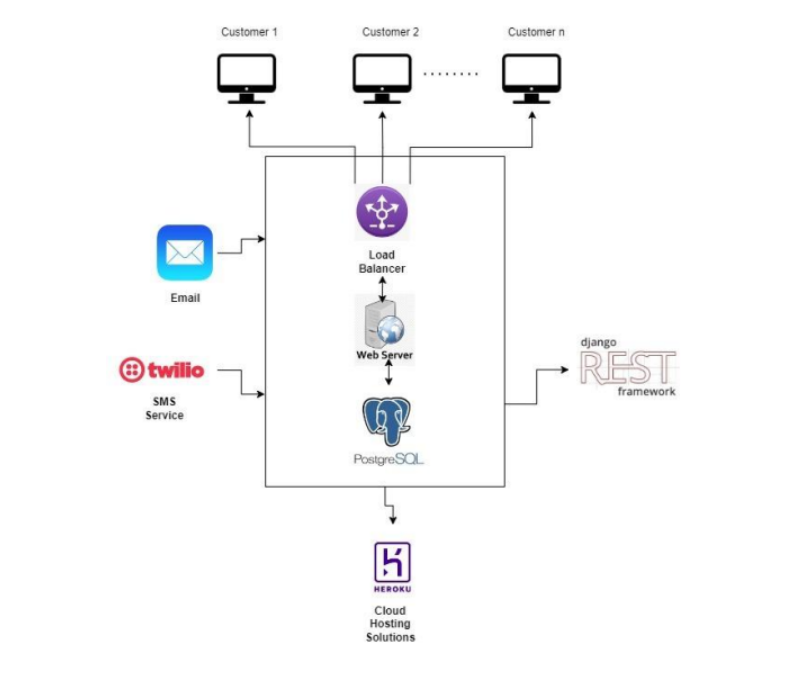 Customer 1
Customer 2
Customer n
Load
Balancer
Email
Web Server
django
REST
framework
twilio
SMS
Service
PostgreSQL
HEROKU
Cloud
Hosting
Solutions